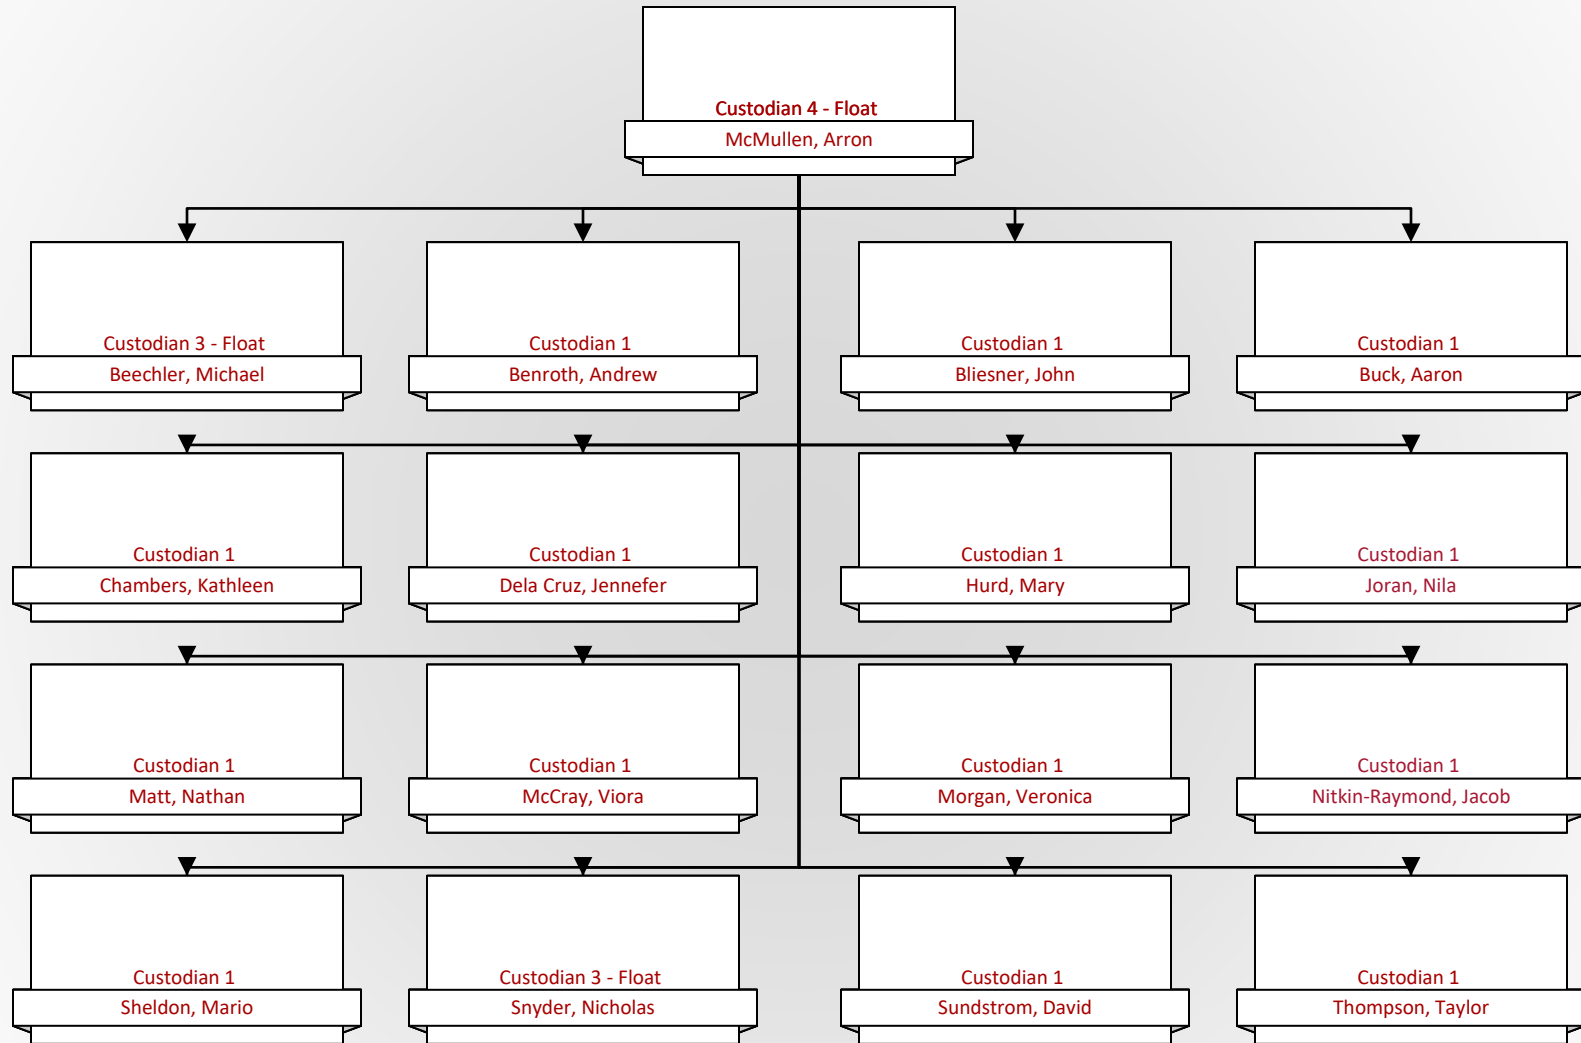 Custodian 4 - Float
McMullen, Arron
Custodian 3 - Float
Beechler, Michael
Custodian 1
Benroth, Andrew
Custodian 1
Bliesner, John
Custodian 1
Buck, Aaron
Custodian 1
Chambers, Kathleen
Custodian 1
Dela Cruz, Jennefer
Custodian 1
Hurd, Mary
Custodian 1
Joran, Nila
Custodian 1
Matt, Nathan
Custodian 1
McCray, Viora
Custodian 1
Morgan, Veronica
Custodian 1
Nitkin-Raymond, Jacob
Custodian 1
Sheldon, Mario
Custodian 3 - Float
Snyder, Nicholas
Custodian 1
Sundstrom, David
Custodian 1
Thompson, Taylor